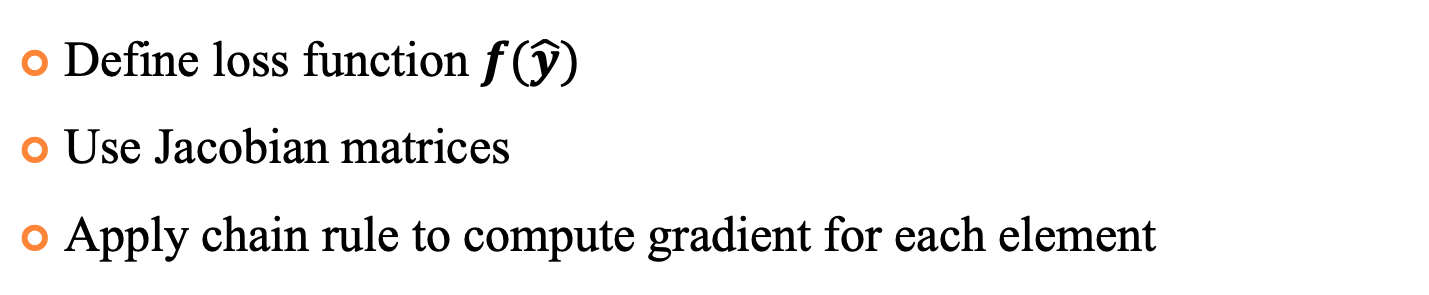 Define loss function f(ŷ)
Use Jacobian matrices
Apply chain rule to compute gradient for each element